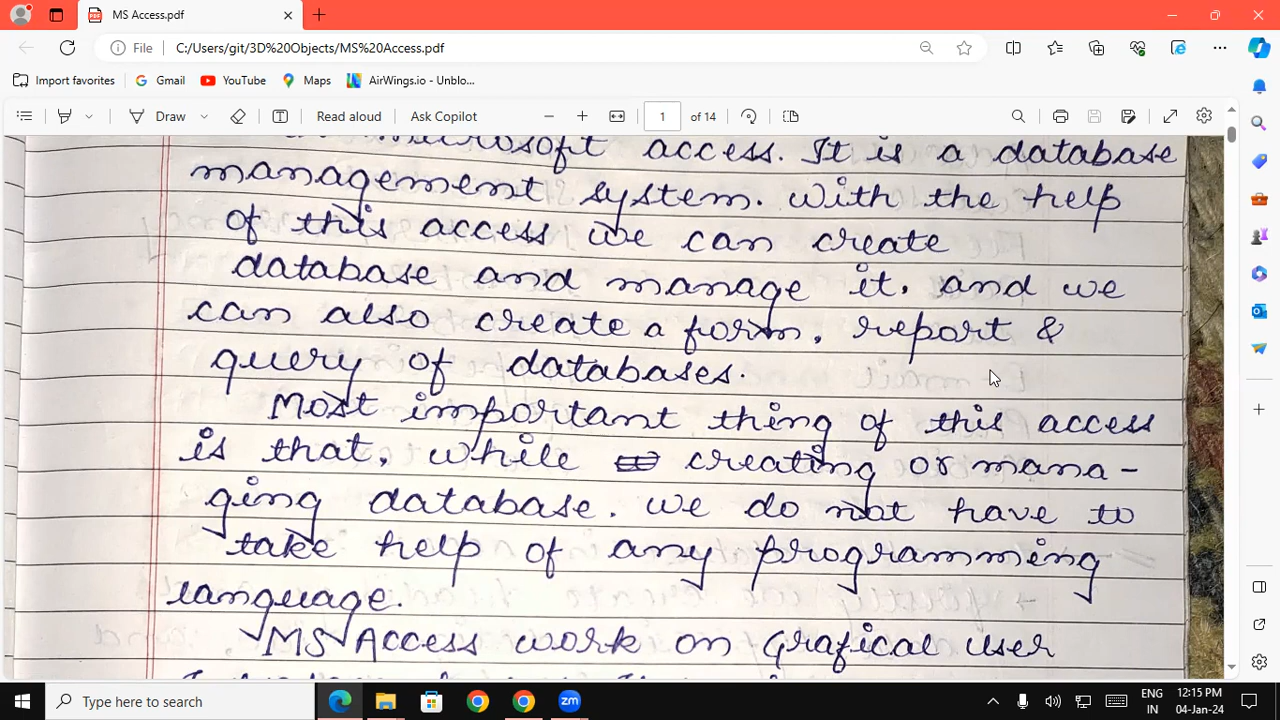 MS Access.pdf
File C:/Users/git/3D%20Objects/MS%20Access.pdf
Import favorites Gmail YouTube Maps AirWings.io - Unblo...
Draw Read aloud Ask Copilot 1 of 14
microsoft access. It is a database
management system. with the help
of this access we can create
database and manage it. and we
can also create a form, report &
query of databases.
Most important thing of this access
is that, while creating or mana-
ging database. we do not have to
take help of any programming
language.
MS Access work on Grafical user
Type here to search
ENG
IN
12:15 PM
04-Jan-24